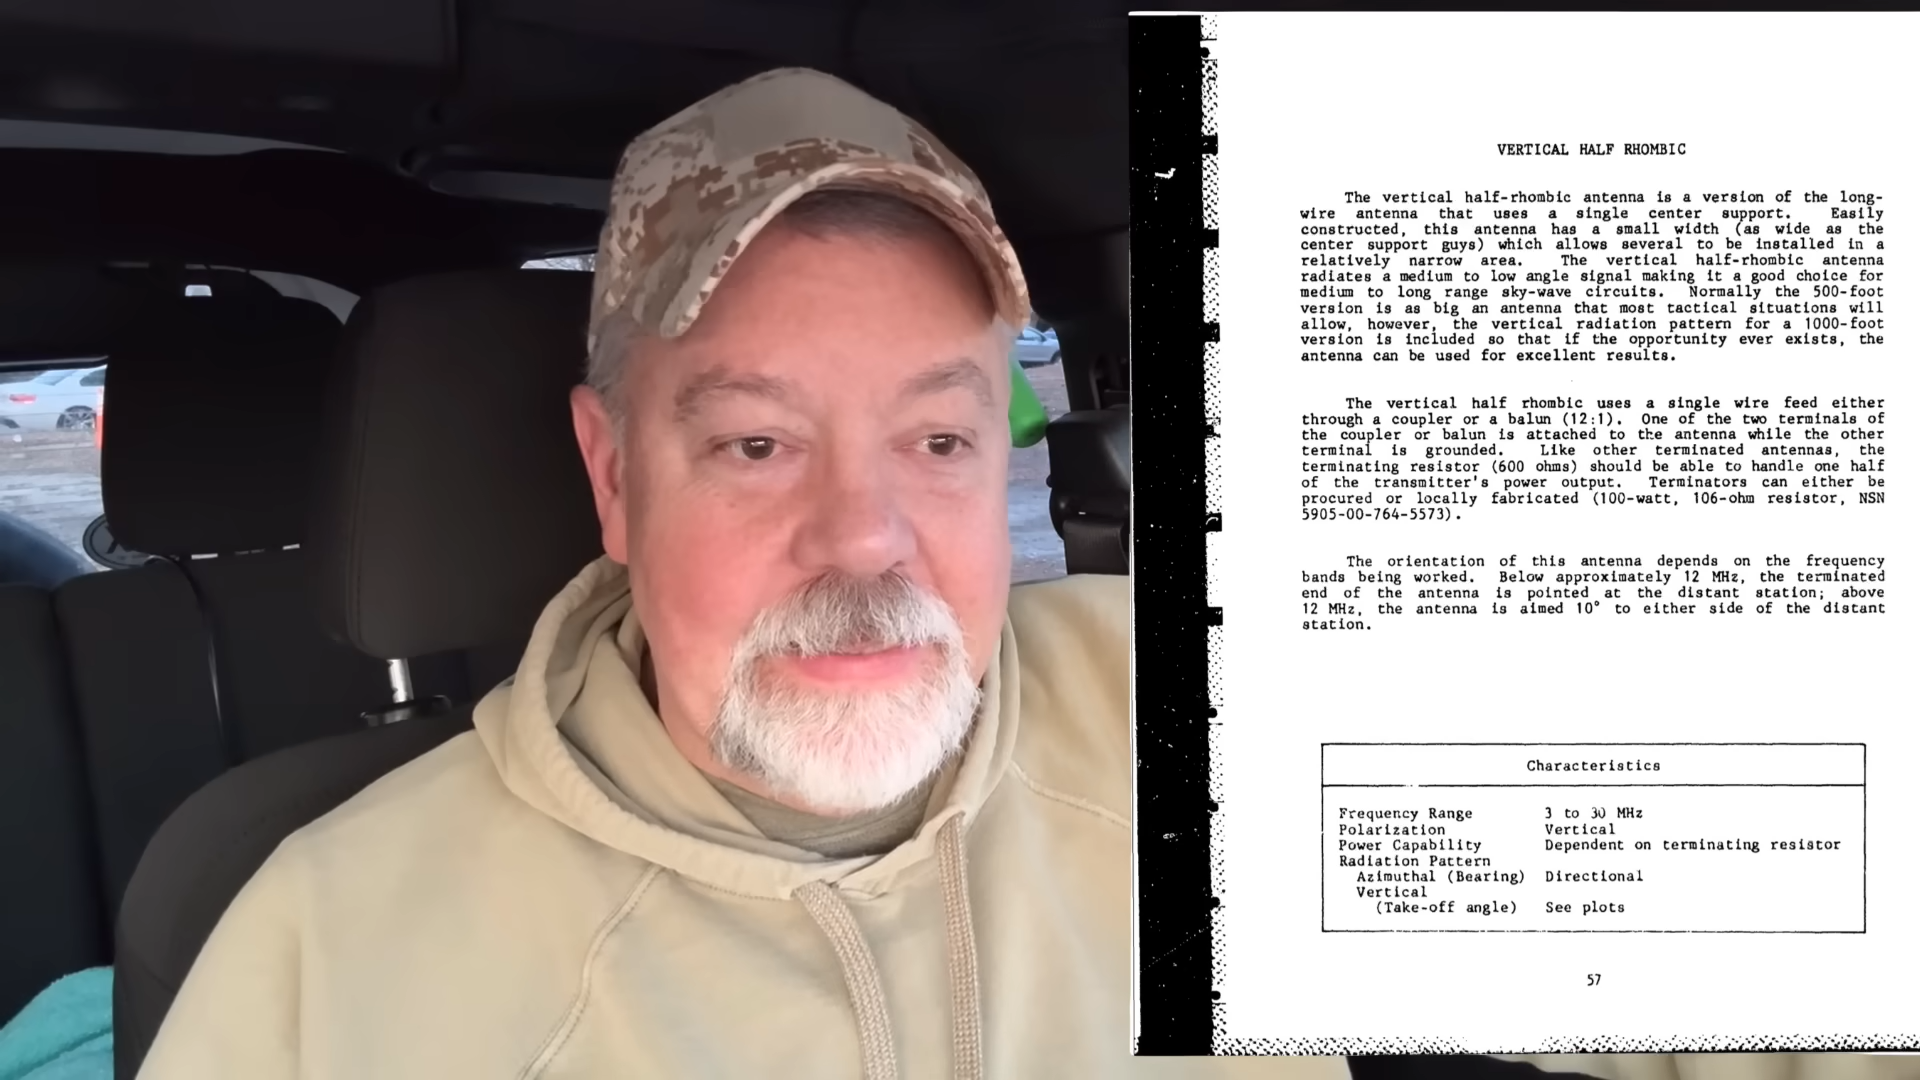 VERTICAL HALF RHOMBIC
The vertical half-rhombic antenna is a version of the long-
wire antenna that uses a single center support. Easily
constructed, this antenna has a small width (as wide as the
center support guys) which allows several to be installed in a
relatively narrow area. The vertical half-rhombic antenna
radiates a medium to low angle signal making it a good choice for
medium to long range sky-wave circuits. Normally the 500-foot
version is as big an antenna that most tactical situations will
allow, however, the vertical radiation pattern for a 1000-foot
version is included so that if the opportunity ever exists, the
antenna can be used for excellent results.
The vertical half rhombic uses a single wire feed either
through a coupler or a balun (12:1). One of the two terminals of
the coupler or balun is attached to the antenna while the other
terminal is grounded. Like other terminated antennas, the
terminating resistor (600 ohms) should be able to handle one half
of the transmitter's power output. Terminators can either be
procured or locally fabricated (100-watt, 106-ohm resistor, NSN
5905-00-764-5573).
The orientation of this antenna depends on the frequency
bands being worked. Below approximately 12 MHz, the terminated
end of the antenna is pointed at the distant station; above
12 MHz, the antenna is aimed 10° to either side of the distant
station.
Characteristics
Frequency Range 3 to 30 MHz
Polarization Vertical
Power Capability Dependent on terminating resistor
Radiation Pattern
Azimuthal (Bearing) Directional
Vertical
(Take-off angle) See plots
57